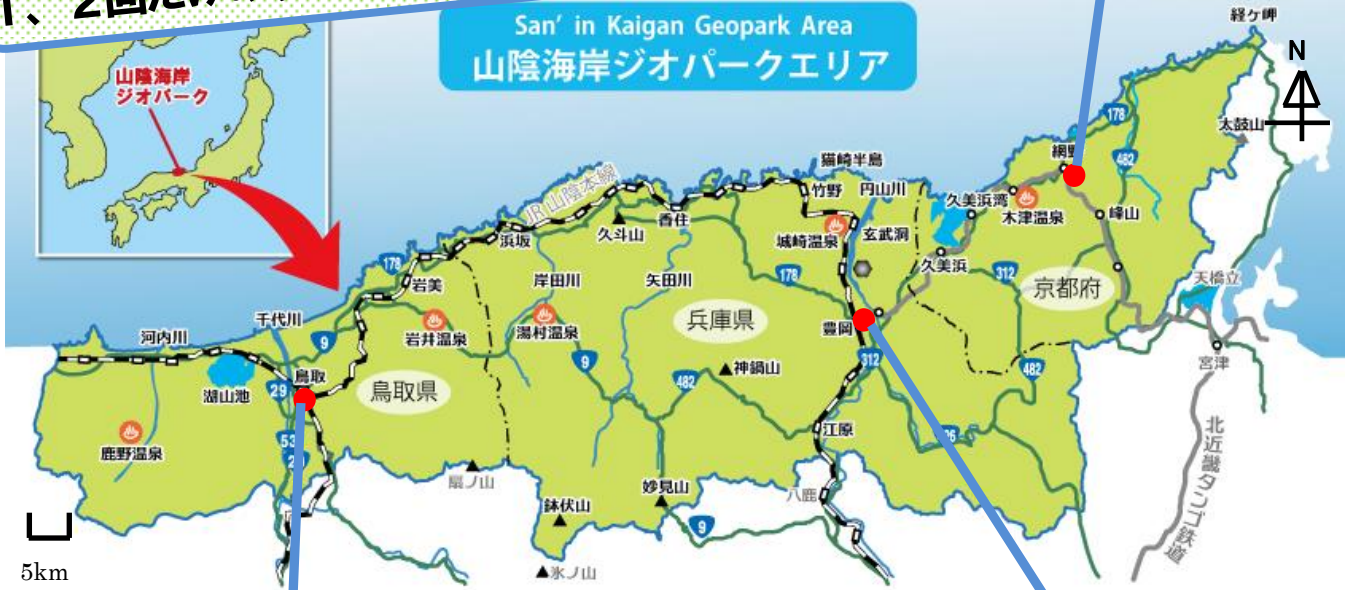 San' in Kaigan Geopark Area
山陰海岸ジオパークエリア
山陰海岸
ジオパーク
経ケ岬
N
太鼓山
178
網野
482
猫崎半島
竹野
円山川
久美浜湾
木津温泉
峰山
JR 山陰本線
香住
久斗山
浜坂
城崎温泉
玄武洞
久美浜
312
京都府
天橋立
178
岩美
岸田川
矢田川
178
兵庫県
豊岡
宮津
河内川
千代川
9
岩井温泉
湯村温泉
9
神鍋山
312
482
湖山池
29
鳥取
鳥取県
482
鹿野温泉
53
江原
扇ノ山
鉢伏山
妙見山
八鹿
9
北近畿タンゴ鉄道
氷ノ山
5km